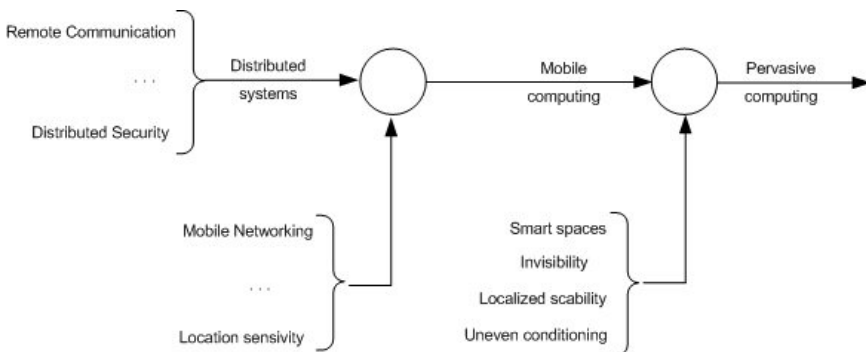 Remote Communication
. . .
Distributed Security
Distributed
systems
Mobile Networking
. . .
Location sensivity
Mobile
computing
Smart spaces
Invisibility
Localized scability
Uneven conditioning
Pervasive
computing